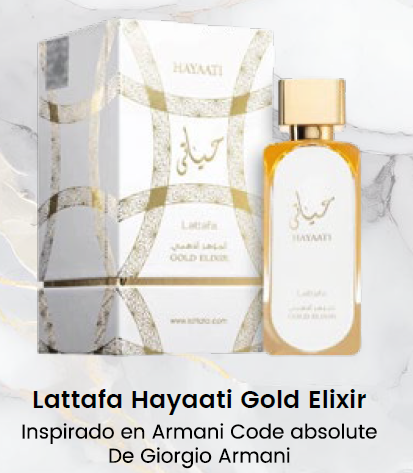 HAYAATI
حياتي
Lattafa
الجوهر الذهبي
GOLD ELIXIR
www.lattafa.com
حياتي
HAYAATI
Lattafa
GOLD ELIXIR
Lattafa Hayaati Gold Elixir
Inspirado en Armani Code absolute
De Giorgio Armani